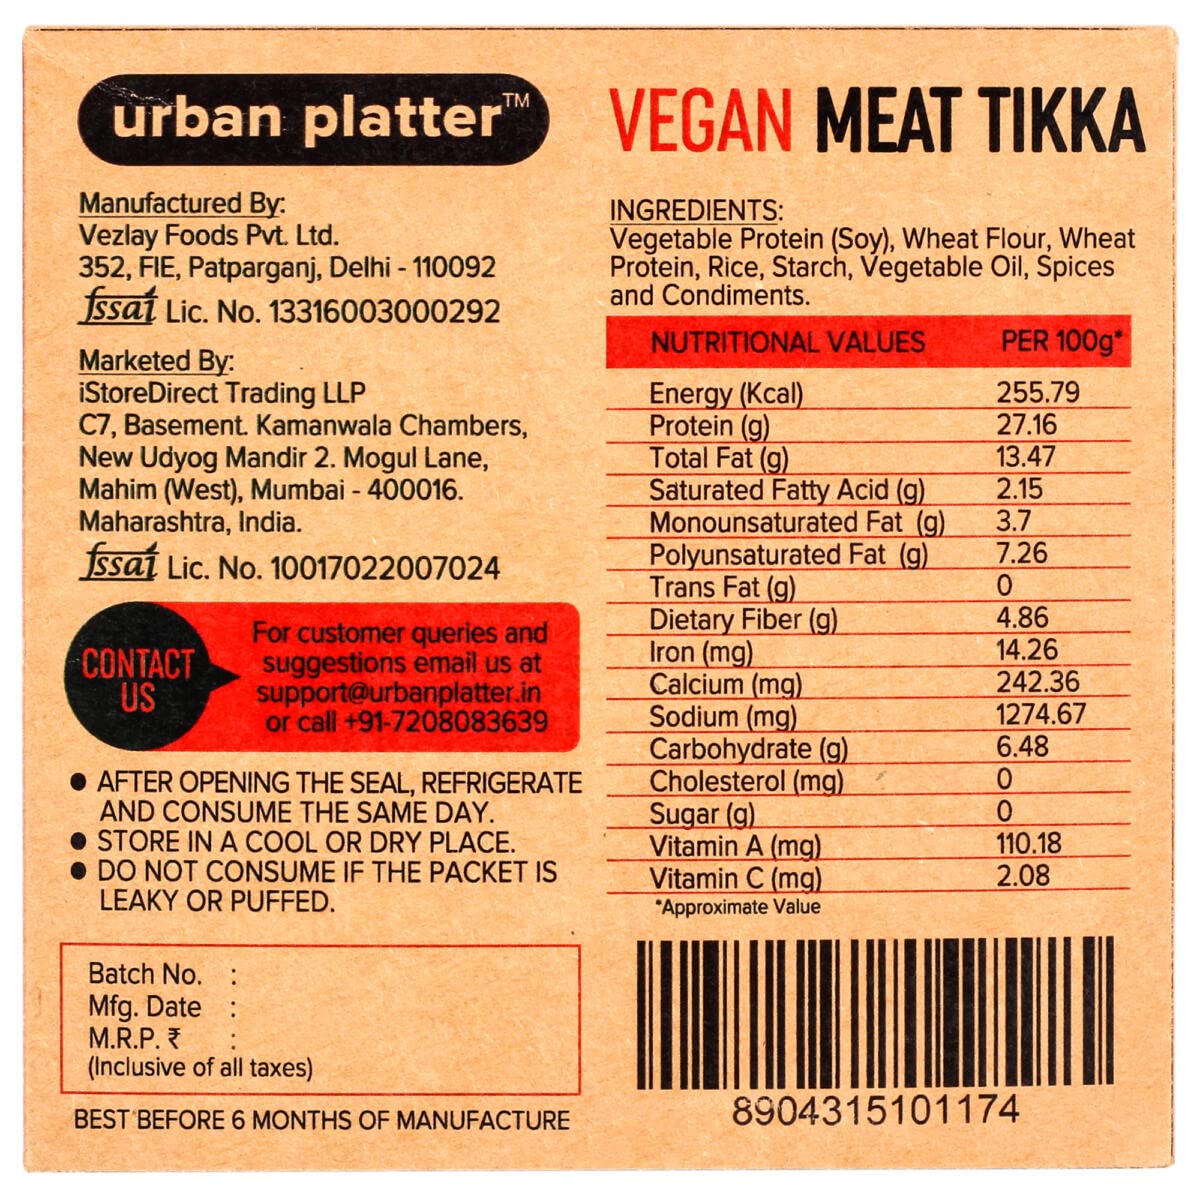 urban platter™
Manufactured By:
Vezlay Foods Pvt. Ltd.
352, FIE, Patparganj, Delhi - 110092
fssai Lic. No. 13316003000292
Marketed By:
iStoreDirect Trading LLP
C7, Basement. Kamanwala Chambers,
New Udyog Mandir 2. Mogul Lane,
Mahim (West), Mumbai - 400016.
Maharashtra, India.
fssai Lic. No. 10017022007024
CONTACT
US
For customer queries and
suggestions email us at
support@urbanplatter.in
or call +91-7208083639
● AFTER OPENING THE SEAL, REFRIGERATE
AND CONSUME THE SAME DAY.
● STORE IN A COOL OR DRY PLACE.
● DO NOT CONSUME IF THE PACKET IS
LEAKY OR PUFFED.
Batch No. :
Mfg. Date :
M.R.P. ₹ :
(Inclusive of all taxes)
BEST BEFORE 6 MONTHS OF MANUFACTURE
VEGAN MEAT TIKKA
INGREDIENTS:
Vegetable Protein (Soy), Wheat Flour, Wheat
Protein, Rice, Starch, Vegetable Oil, Spices
and Condiments.
NUTRITIONAL VALUES PER 100g*
Energy (Kcal) 255.79
Protein (g) 27.16
Total Fat (g) 13.47
Saturated Fatty Acid (g) 2.15
Monounsaturated Fat (g) 3.7
Polyunsaturated Fat (g) 7.26
Trans Fat (g) 0
Dietary Fiber (g) 4.86
Iron (mg) 14.26
Calcium (mg) 242.36
Sodium (mg) 1274.67
Carbohydrate (g) 6.48
Cholesterol (mg) 0
Sugar (g) 0
Vitamin A (mg) 110.18
Vitamin C (mg) 2.08
*Approximate Value
8904315101174